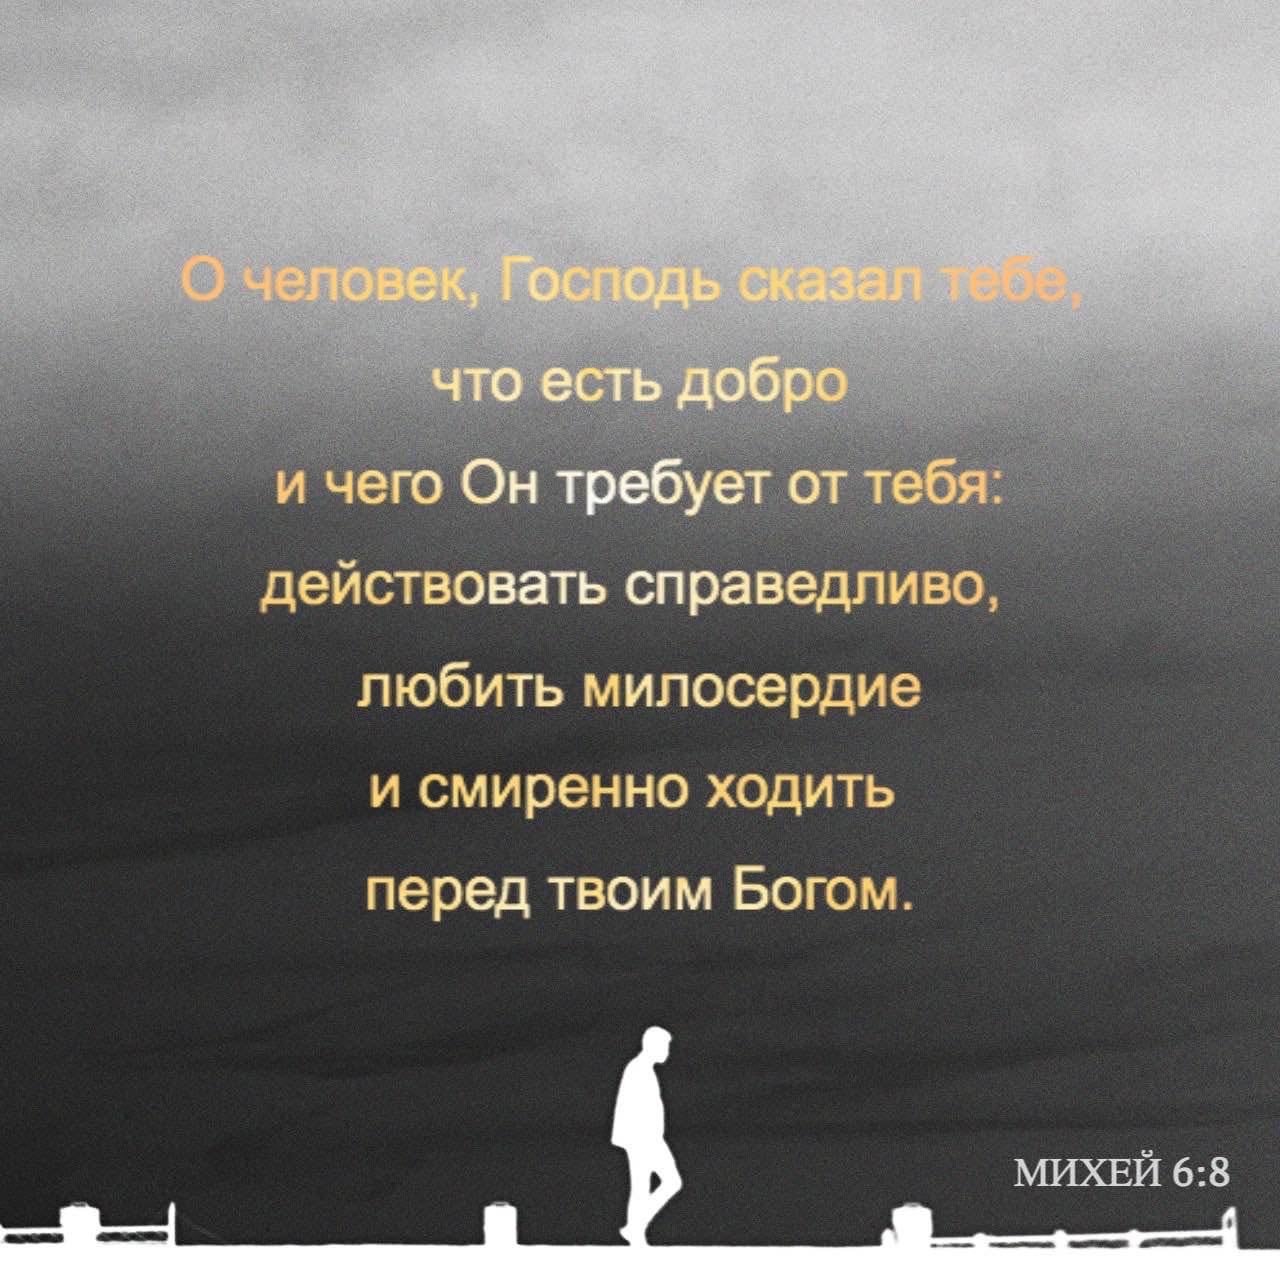 О человек, Господь сказал тебе,
что есть добро
и чего Он требует от тебя:
действовать справедливо,
любить милосердие
и смиренно ходить
перед твоим Богом.
МИХЕЙ 6:8